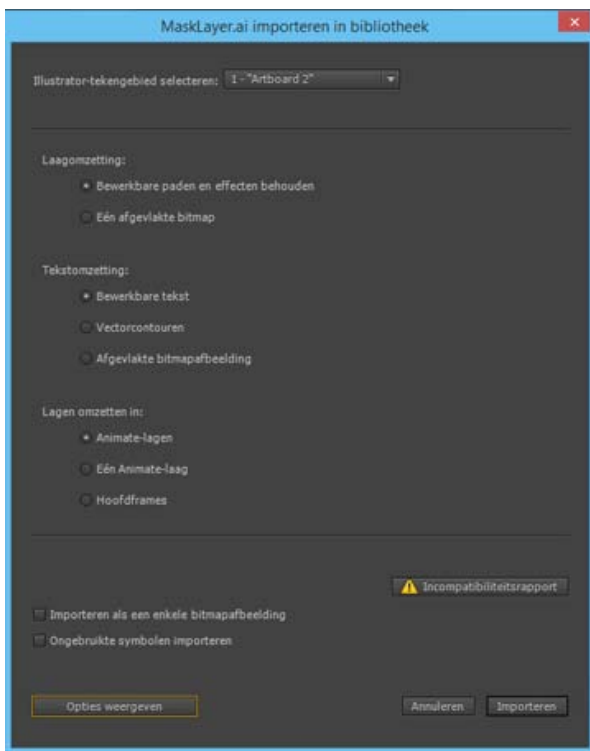 MaskLayer.ai importeren in bibliotheek
Illustrator-tekengebied selecteren: 1 - "Artboard 2"
Laagomzetting:
Bewerkbare paden en effecten behouden
Eén afgevlakte bitmap
Tekstomzetting:
Bewerkbare tekst
Vectorcontouren
Afgevlakte bitmapafbeelding
Lagen omzetten in:
Animate-lagen
Eén Animate-laag
Hoofdframes
Incompatibiliteitsrapport
Importeren als een enkele bitmapafbeelding
Ongebruikte symbolen importeren
Opties weergeven Annuleren Importeren